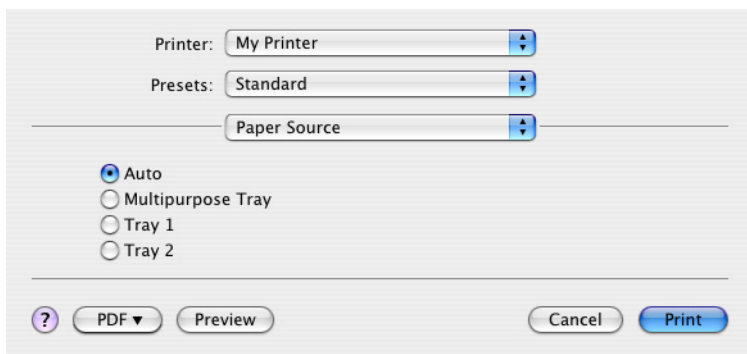 Printer: My Printer
Presets: Standard
Paper Source
Auto
Multipurpose Tray
Tray 1
Tray 2
? PDF▼ Preview Cancel Print